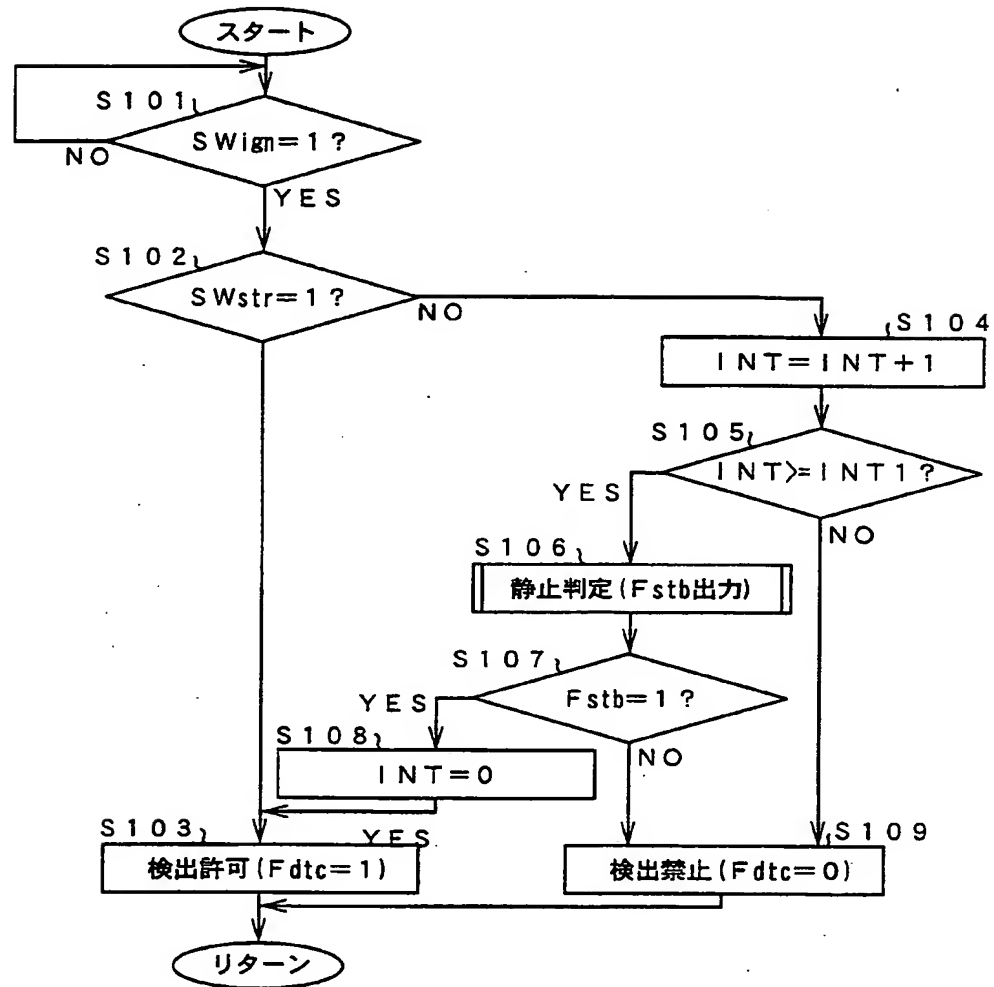 スタート
S101
SWign=1?
NO
YES
S102
SWstr=1?
NO
S104
INT=INT+1
S105
INT>=INT1?
YES
NO
S106
静止判定(Fstb出力)
S107
Fstb=1?
YES
NO
S108
INT=0
S103
YES
検出許可(Fdtc=1)
S109
検出禁止(Fdtc=0)
リターン